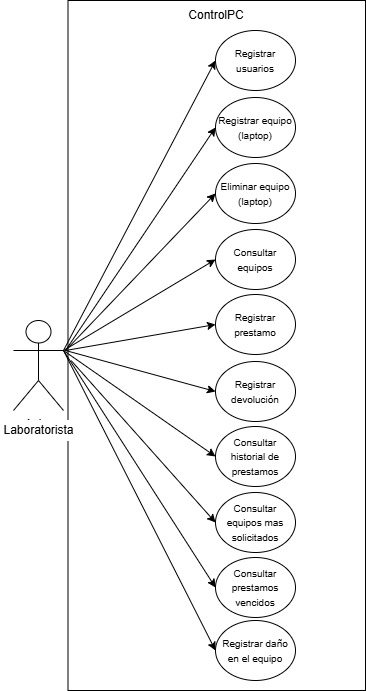 ControlPC
Registrar
usuarios
Registrar equipo
(laptop)
Eliminar equipo
(laptop)
Consultar
equipos
Registrar
prestamo
Registrar
devolución
Consultar
historial de
prestamos
Consultar
equipos mas
solicitados
Consultar
prestamos
vencidos
Registrar daño
en el equipo
Laboratorista